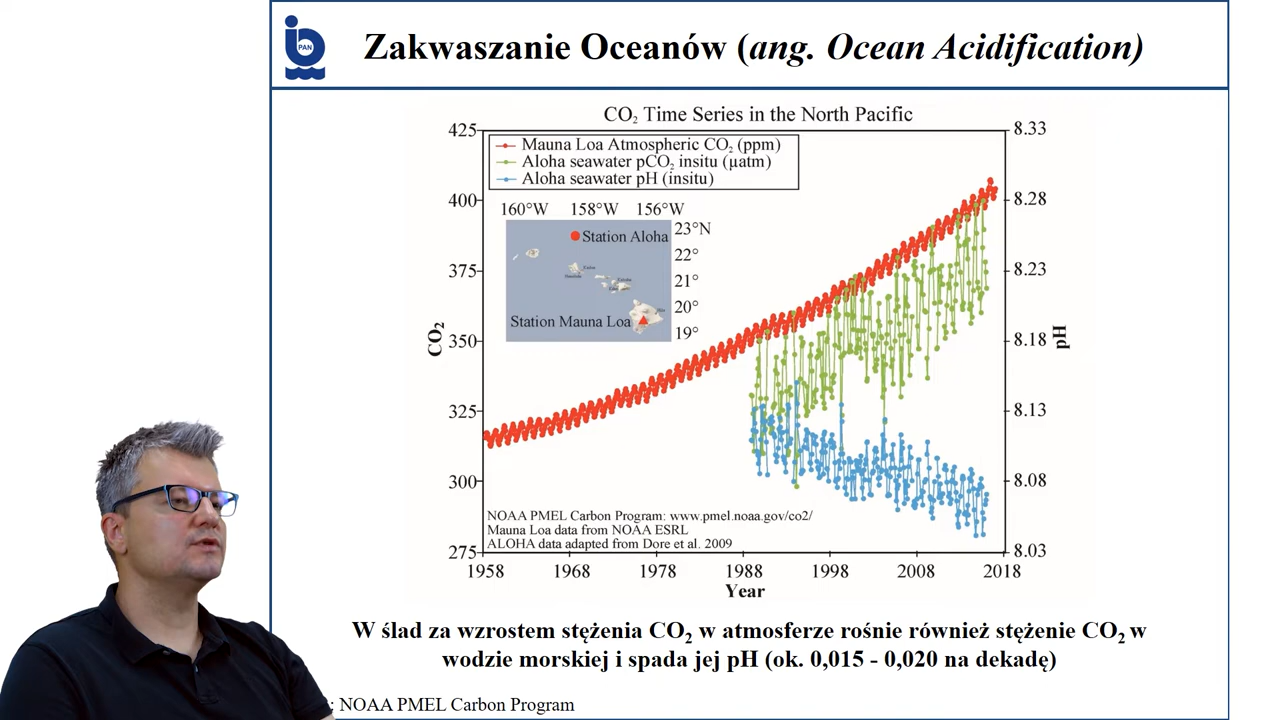 PAN
Zakwaszanie Oceanów (ang. Ocean Acidification)
CO₂ Time Series in the North Pacific
425
400
375
350
325
300
275
CO₂
Mauna Loa Atmospheric CO₂ (ppm)
Aloha seawater pCO₂ insitu (µatm)
Aloha seawater pH (insitu)
160°W 158°W 156°W
23°N
22°
21°
20°
19°
Station Aloha
Station Mauna Loa
NOAA PMEL Carbon Program: www.pmel.noaa.gov/co2/
Mauna Loa data from NOAA ESRL
ALOHA data adapted from Dore et al. 2009
8.33
8.28
8.23
8.18
8.13
8.08
8.03
pH
1958 1968 1978 1988 1998 2008 2018
Year
W ślad za wzrostem stężenia CO₂ w atmosferze rośnie również stężenie CO₂ w
wodzie morskiej i spada jej pH (ok. 0,015 - 0,020 na dekadę)
: NOAA PMEL Carbon Program